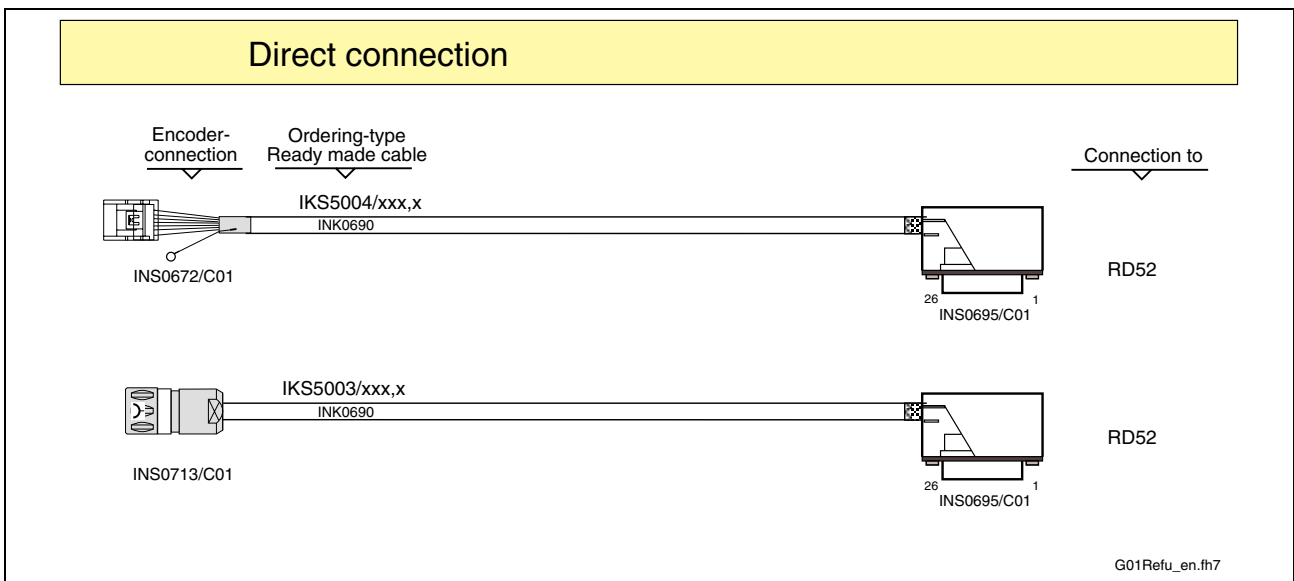 Direct connection
Encoder-
connection
Ordering-type
Ready made cable
Connection to
IKS5004/xxx,x
INK0690
INS0672/C01
RD52
26 1
INS0695/C01
IKS5003/xxx,x
INK0690
INS0713/C01
RD52
26 1
INS0695/C01
G01Refu_en.fh7